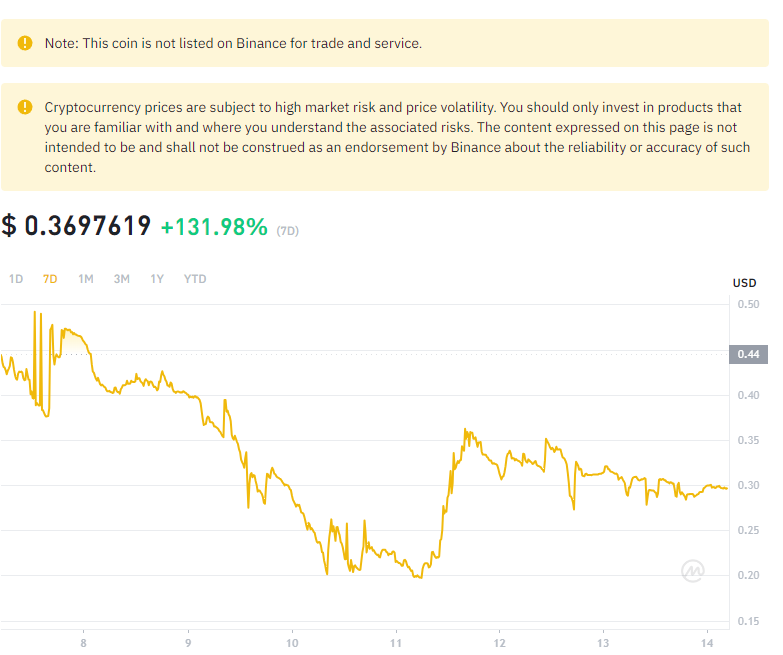 Note: This coin is not listed on Binance for trade and service.
Cryptocurrency prices are subject to high market risk and price volatility. You should only invest in products that
you are familiar with and where you understand the associated risks. The content expressed on this page is not
intended to be and shall not be construed as an endorsement by Binance about the reliability or accuracy of such
content.
$ 0.3697619 +131.98% (7D)
1D 7D 1M 3M 1Y YTD
USD
0.50
0.44
0.40
0.35
0.30
0.25
0.20
0.15
8 9 10 11 12 13 14